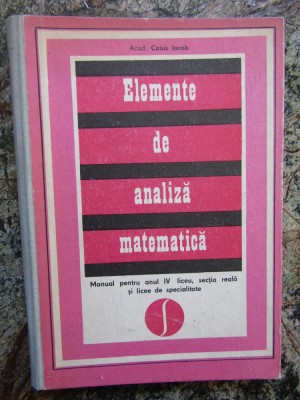 Acad. Caius Iacob
Elemente
de
analiză
matematică
Manual pentru anul IV liceu, secția reală
și licee de specialitate